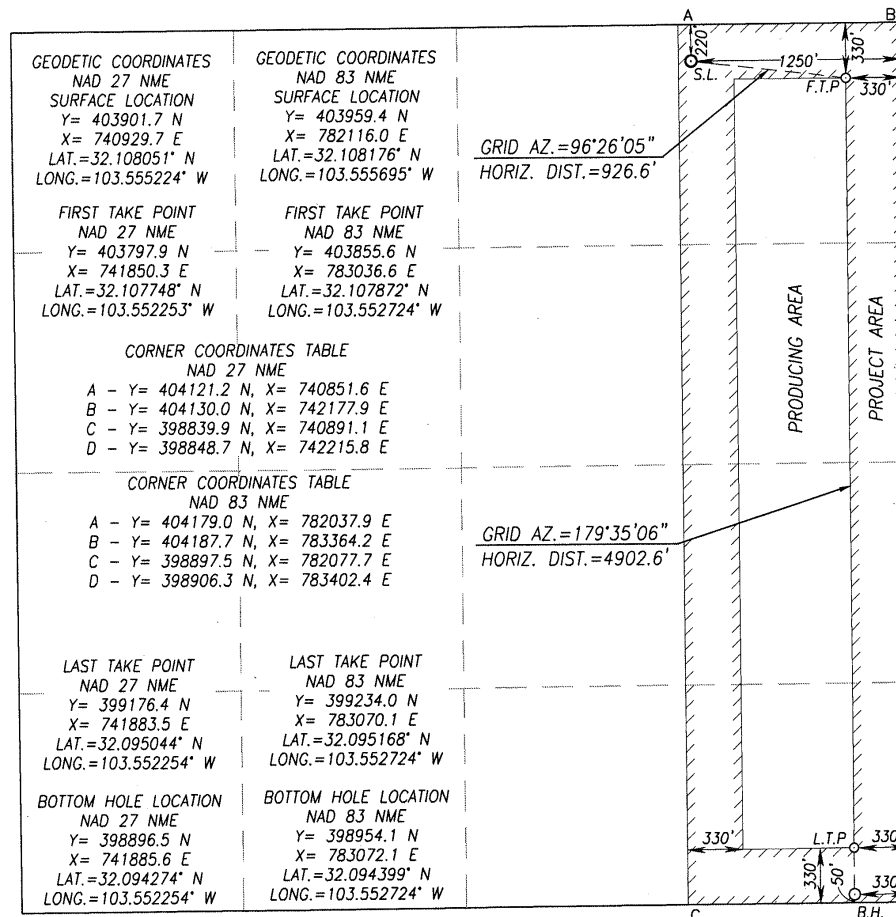 GEODETIC COORDINATES
NAD 27 NME
SURFACE LOCATION
Y= 403901.7 N
X= 740929.7 E
LAT.=32.108051° N
LONG.=103.555224° W
FIRST TAKE POINT
NAD 27 NME
Y= 403797.9 N
X= 741850.3 E
LAT.=32.107748° N
LONG.=103.552253° W
GEODETIC COORDINATES
NAD 83 NME
SURFACE LOCATION
Y= 403959.4 N
X= 782116.0 E
LAT.=32.108176° N
LONG.=103.555695° W
FIRST TAKE POINT
NAD 83 NME
Y= 403855.6 N
X= 783036.6 E
LAT.=32.107872° N
LONG.=103.552724° W
CORNER COORDINATES TABLE
NAD 27 NME
A - Y= 404121.2 N, X= 740851.6 E
B - Y= 404130.0 N, X= 742177.9 E
C - Y= 398839.9 N, X= 740891.1 E
D - Y= 398848.7 N, X= 742215.8 E
CORNER COORDINATES TABLE
NAD 83 NME
A - Y= 404179.0 N, X= 782037.9 E
B - Y= 404187.7 N, X= 783364.2 E
C - Y= 398897.5 N, X= 782077.7 E
D - Y= 398906.3 N, X= 783402.4 E
LAST TAKE POINT
NAD 27 NME
Y= 399176.4 N
X= 741883.5 E
LAT.=32.095044° N
LONG.=103.552254° W
BOTTOM HOLE LOCATION
NAD 27 NME
Y= 398896.5 N
X= 741885.6 E
LAT.=32.094274° N
LONG.=103.552254° W
LAST TAKE POINT
NAD 83 NME
Y= 399234.0 N
X= 783070.1 E
LAT.=32.095168° N
LONG.=103.552724° W
BOTTOM HOLE LOCATION
NAD 83 NME
Y= 398954.1 N
X= 783072.1 E
LAT.=32.094399° N
LONG.=103.552724° W
A
B
220'
330'
1250'
S.L.
F.T.P
330'
GRID AZ.=96°26'05"
HORIZ. DIST.=926.6'
PRODUCING AREA
PROJECT AREA
GRID AZ.=179°35'06"
HORIZ. DIST.=4902.6'
330'
L.T.P
330'
330'
50'
330'
C
B.H.